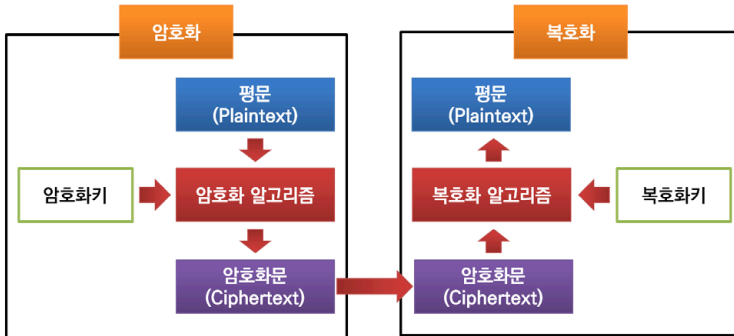 암호화
복호화
평문
(Plaintext)
평문
(Plaintext)
암호화키
암호화 알고리즘
복호화 알고리즘
복호화키
암호화문
(Ciphertext)
암호화문
(Ciphertext)